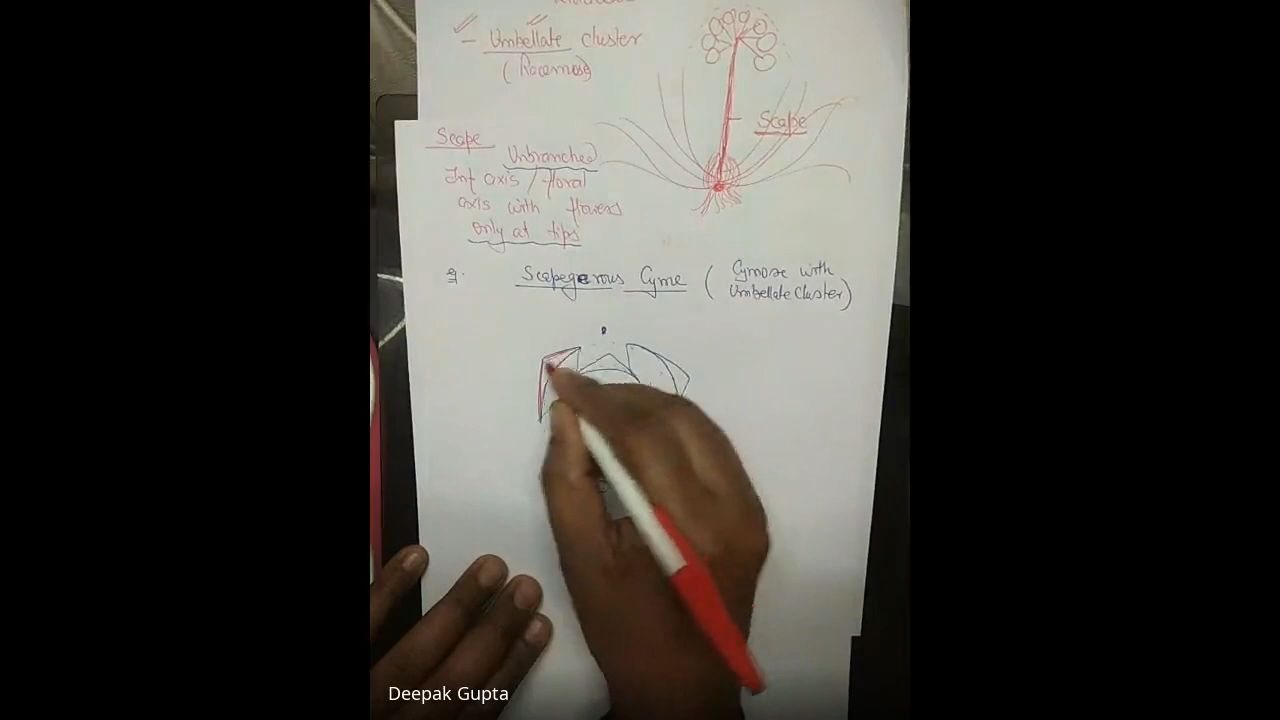 - Umbellate cluster
(Racemose)
Scape
Scape
Unbranched
Inf axis / floral
axis with flowers
only at tips
Scapegerous Cyme ( Cymose with
Umbellate Cluster)
Deepak Gupta